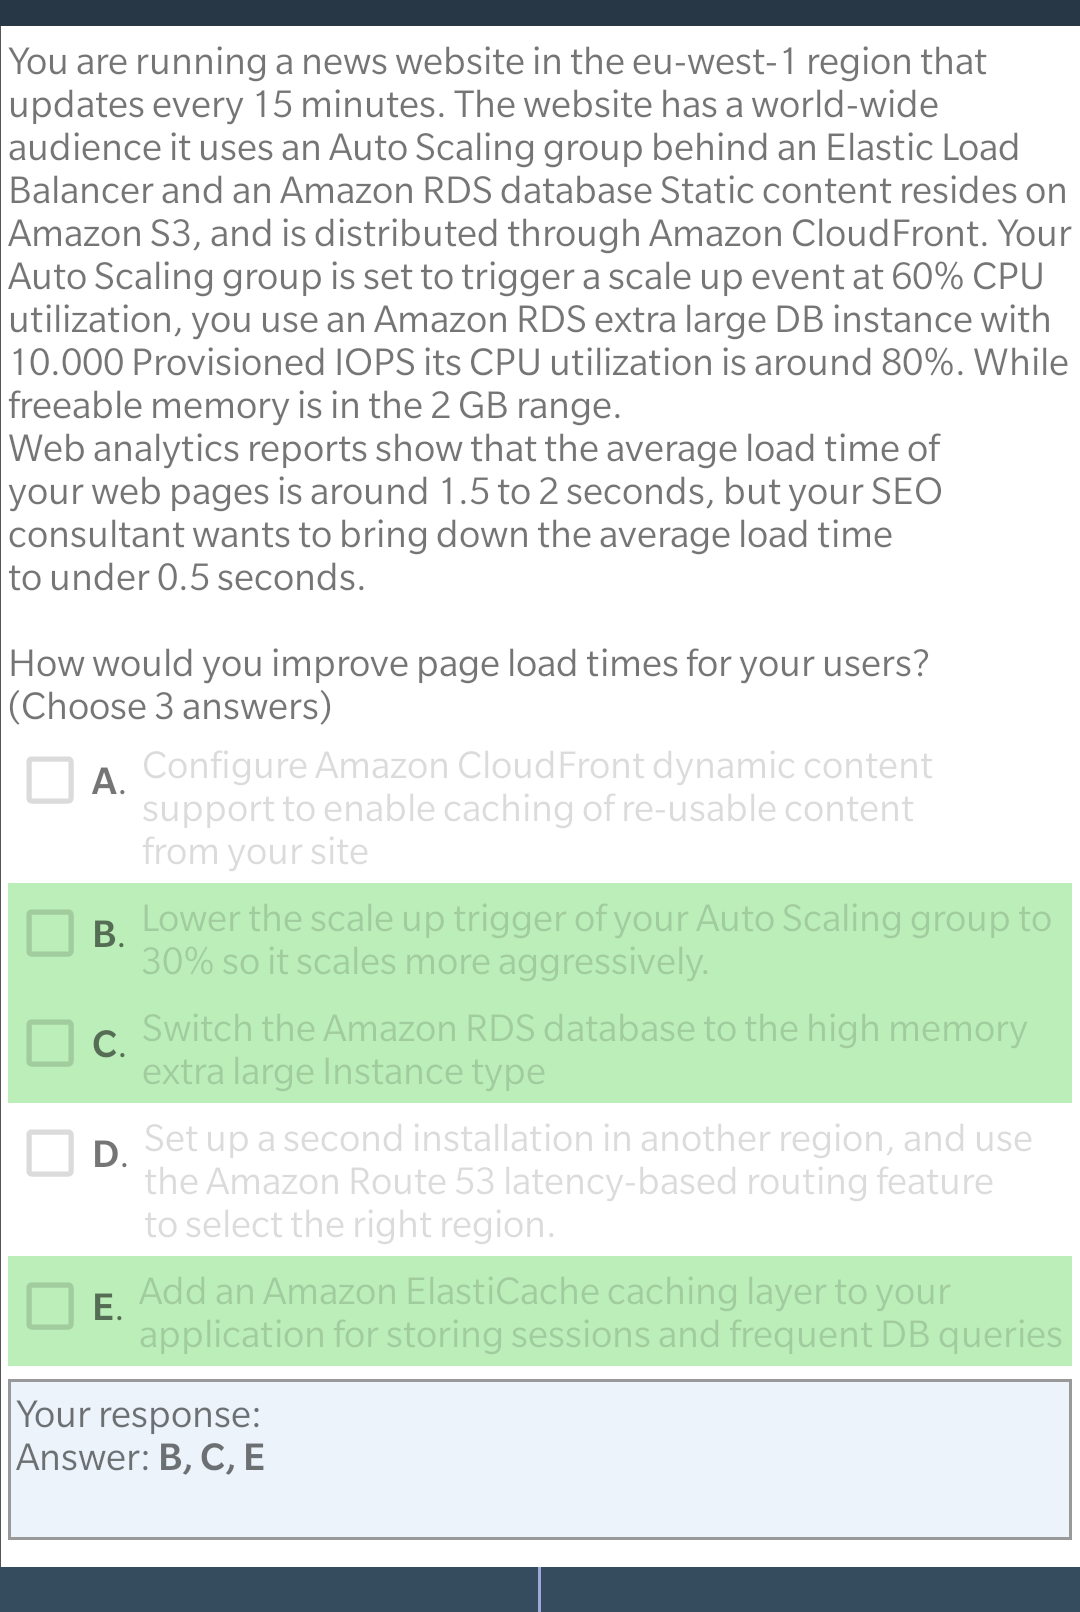 You are running a news website in the eu-west-1 region that
updates every 15 minutes. The website has a world-wide
audience it uses an Auto Scaling group behind an Elastic Load
Balancer and an Amazon RDS database Static content resides on
Amazon S3, and is distributed through Amazon CloudFront. Your
Auto Scaling group is set to trigger a scale up event at 60% CPU
utilization, you use an Amazon RDS extra large DB instance with
10.000 Provisioned IOPS its CPU utilization is around 80%. While
freeable memory is in the 2 GB range.
Web analytics reports show that the average load time of
your web pages is around 1.5 to 2 seconds, but your SEO
consultant wants to bring down the average load time
to under 0.5 seconds.
How would you improve page load times for your users?
(Choose 3 answers)
A. Configure Amazon CloudFront dynamic content
support to enable caching of re-usable content
from your site
B. Lower the scale up trigger of your Auto Scaling group to
30% so it scales more aggressively.
C. Switch the Amazon RDS database to the high memory
extra large Instance type
D. Set up a second installation in another region, and use
the Amazon Route 53 latency-based routing feature
to select the right region.
E. Add an Amazon ElastiCache caching layer to your
application for storing sessions and frequent DB queries
Your response:
Answer: B, C, E